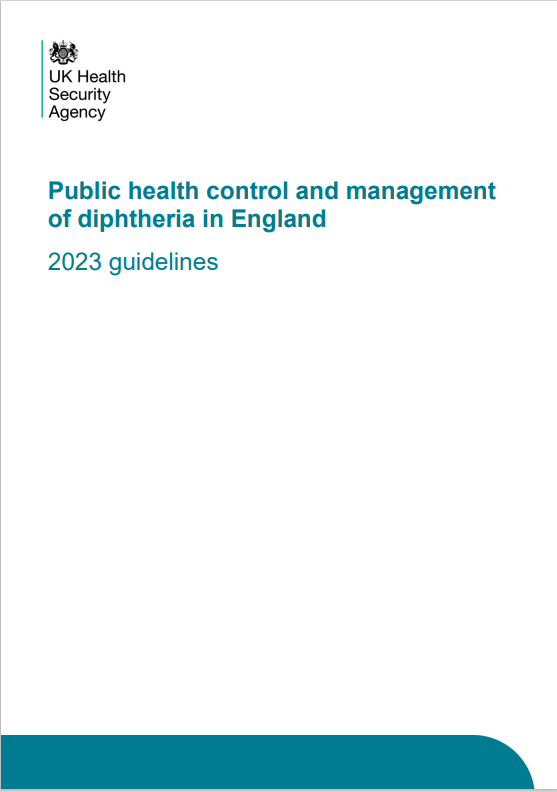 UK Health
Security
Agency
Public health control and management
of diphtheria in England
2023 guidelines